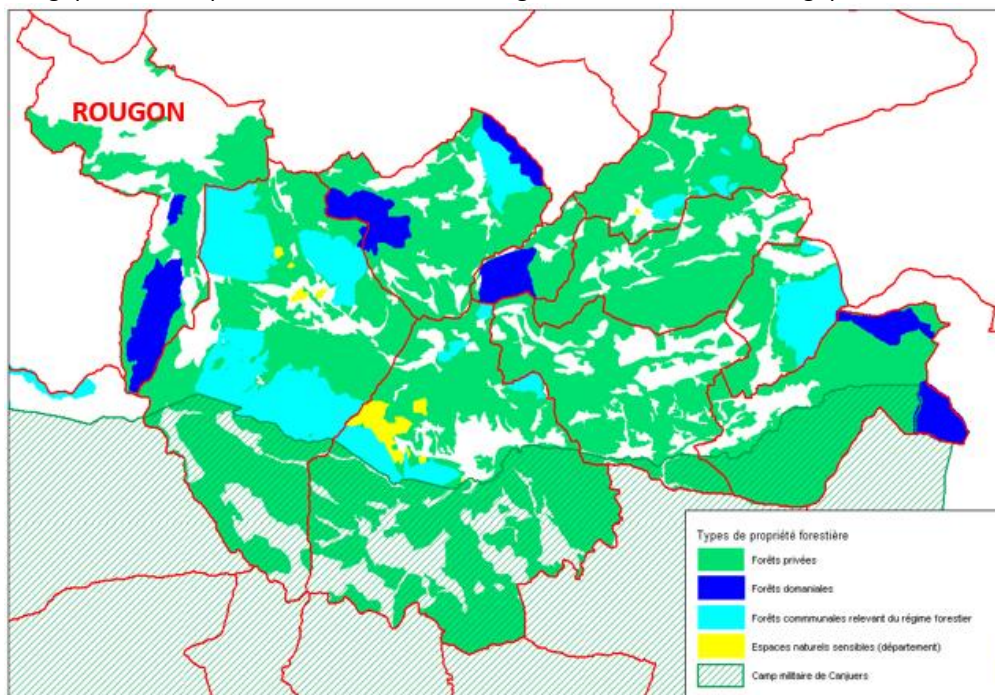 ROUGON
Types de propriété forestière
Forêts privées
Forêts domaniales
Forêts communales relevant du régime forestier
Espaces naturels sensibles (département)
Camp militaire de Canjuers